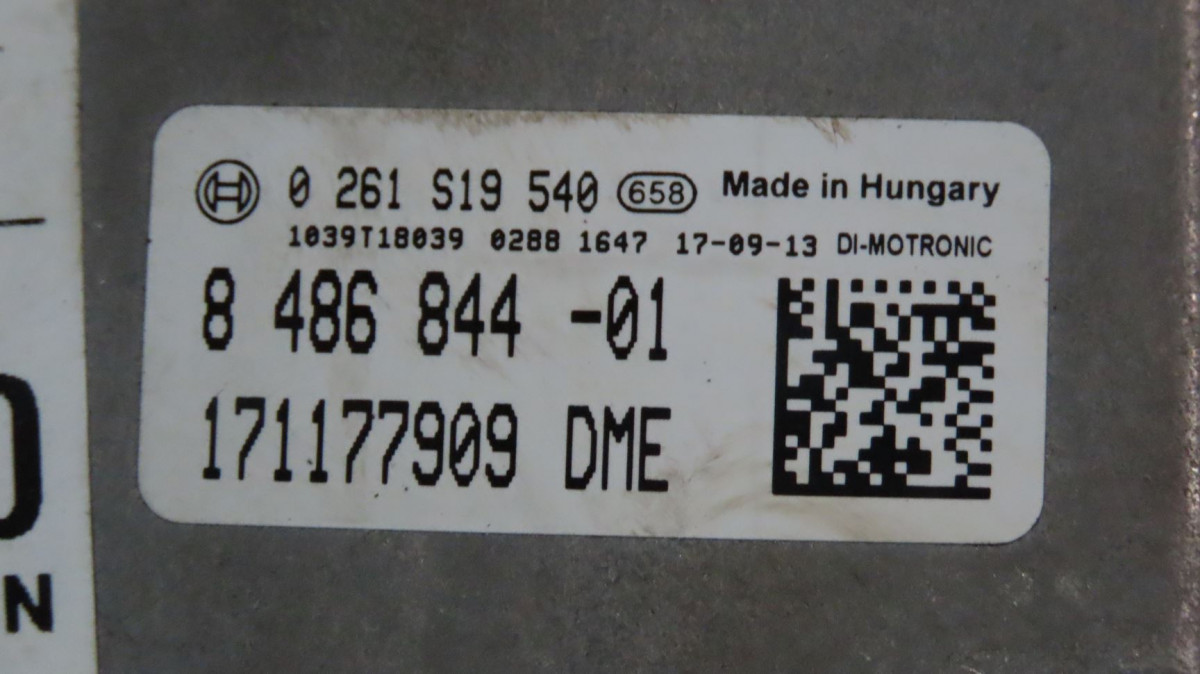 0 261 S19 540 658 Made in Hungary
1039T18039 0288 1647 17-09-13 DI-MOTRONIC
8 486 844 -01
171177909 DME
N